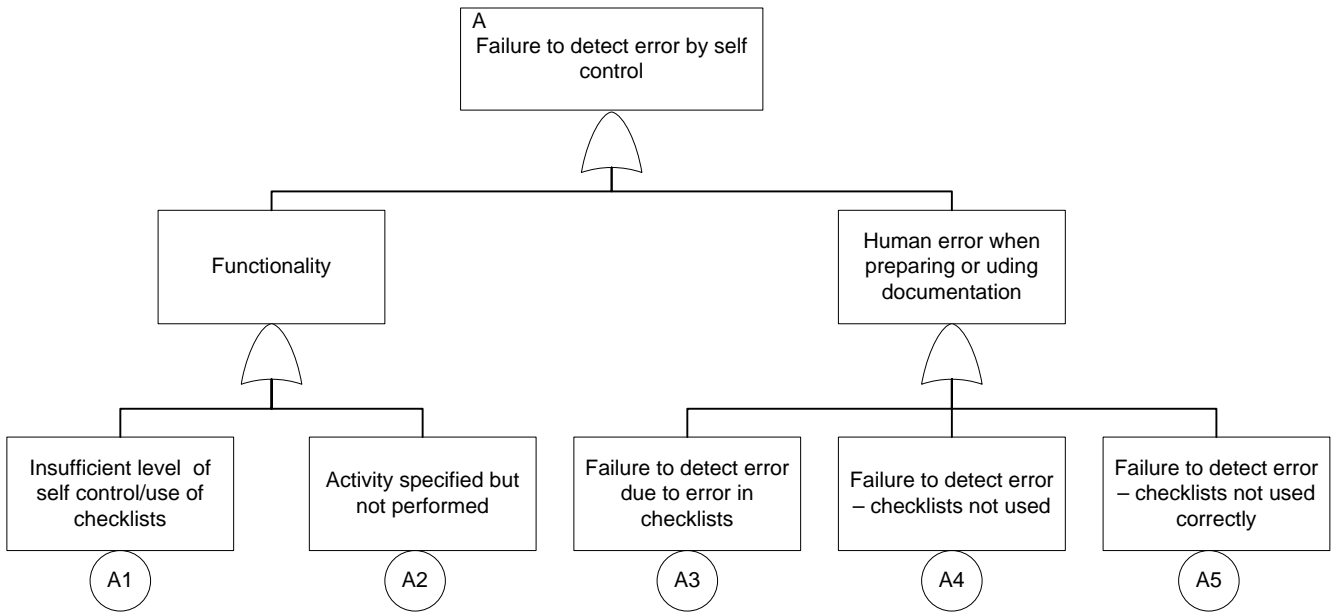 A
Failure to detect error by self
control
Functionality
Human error when
preparing or uding
documentation
Insufficient level of
self control/use of
checklists
Activity specified but
not performed
Failure to detect error
due to error in
checklists
Failure to detect error
– checklists not used
Failure to detect error
– checklists not used
correctly
A1
A2
A3
A4
A5